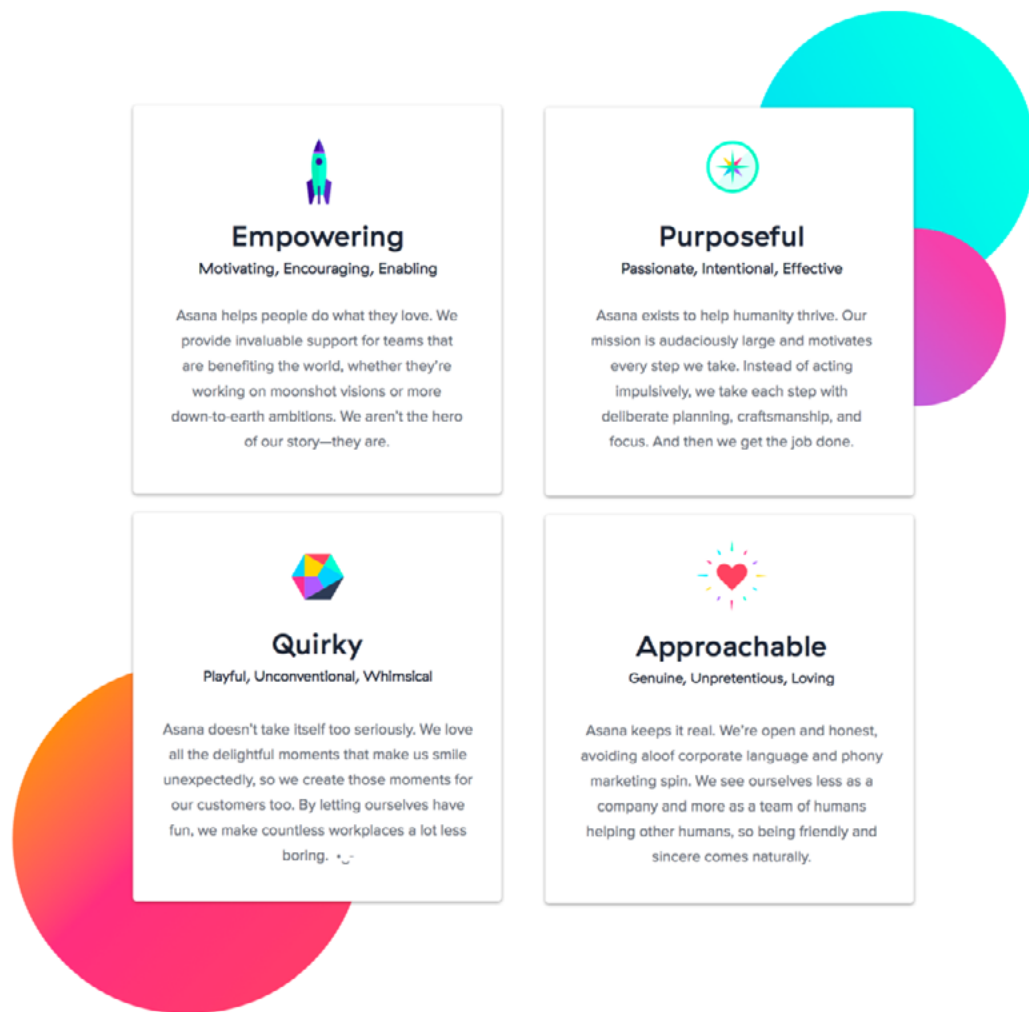 Empowering
Motivating, Encouraging, Enabling
Asana helps people do what they love. We
provide invaluable support for teams that
are benefiting the world, whether they're
working on moonshot visions or more
down-to-earth ambitions. We aren't the hero
of our story—they are.
Purposeful
Passionate, Intentional, Effective
Asana exists to help humanity thrive. Our
mission is audaciously large and motivates
every step we take. Instead of acting
impulsively, we take each step with
deliberate planning, craftsmanship, and
focus. And then we get the job done.
Quirky
Playful, Unconventional, Whimsical
Asana doesn't take itself too seriously. We love
all the delightful moments that make us smile
unexpectedly, so we create those moments for
our customers too. By letting ourselves have
fun, we make countless workplaces a lot less
boring. •‿-
Approachable
Genuine, Unpretentious, Loving
Asana keeps it real. We're open and honest,
avoiding aloof corporate language and phony
marketing spin. We see ourselves less as a
company and more as a team of humans
helping other humans, so being friendly and
sincere comes naturally.